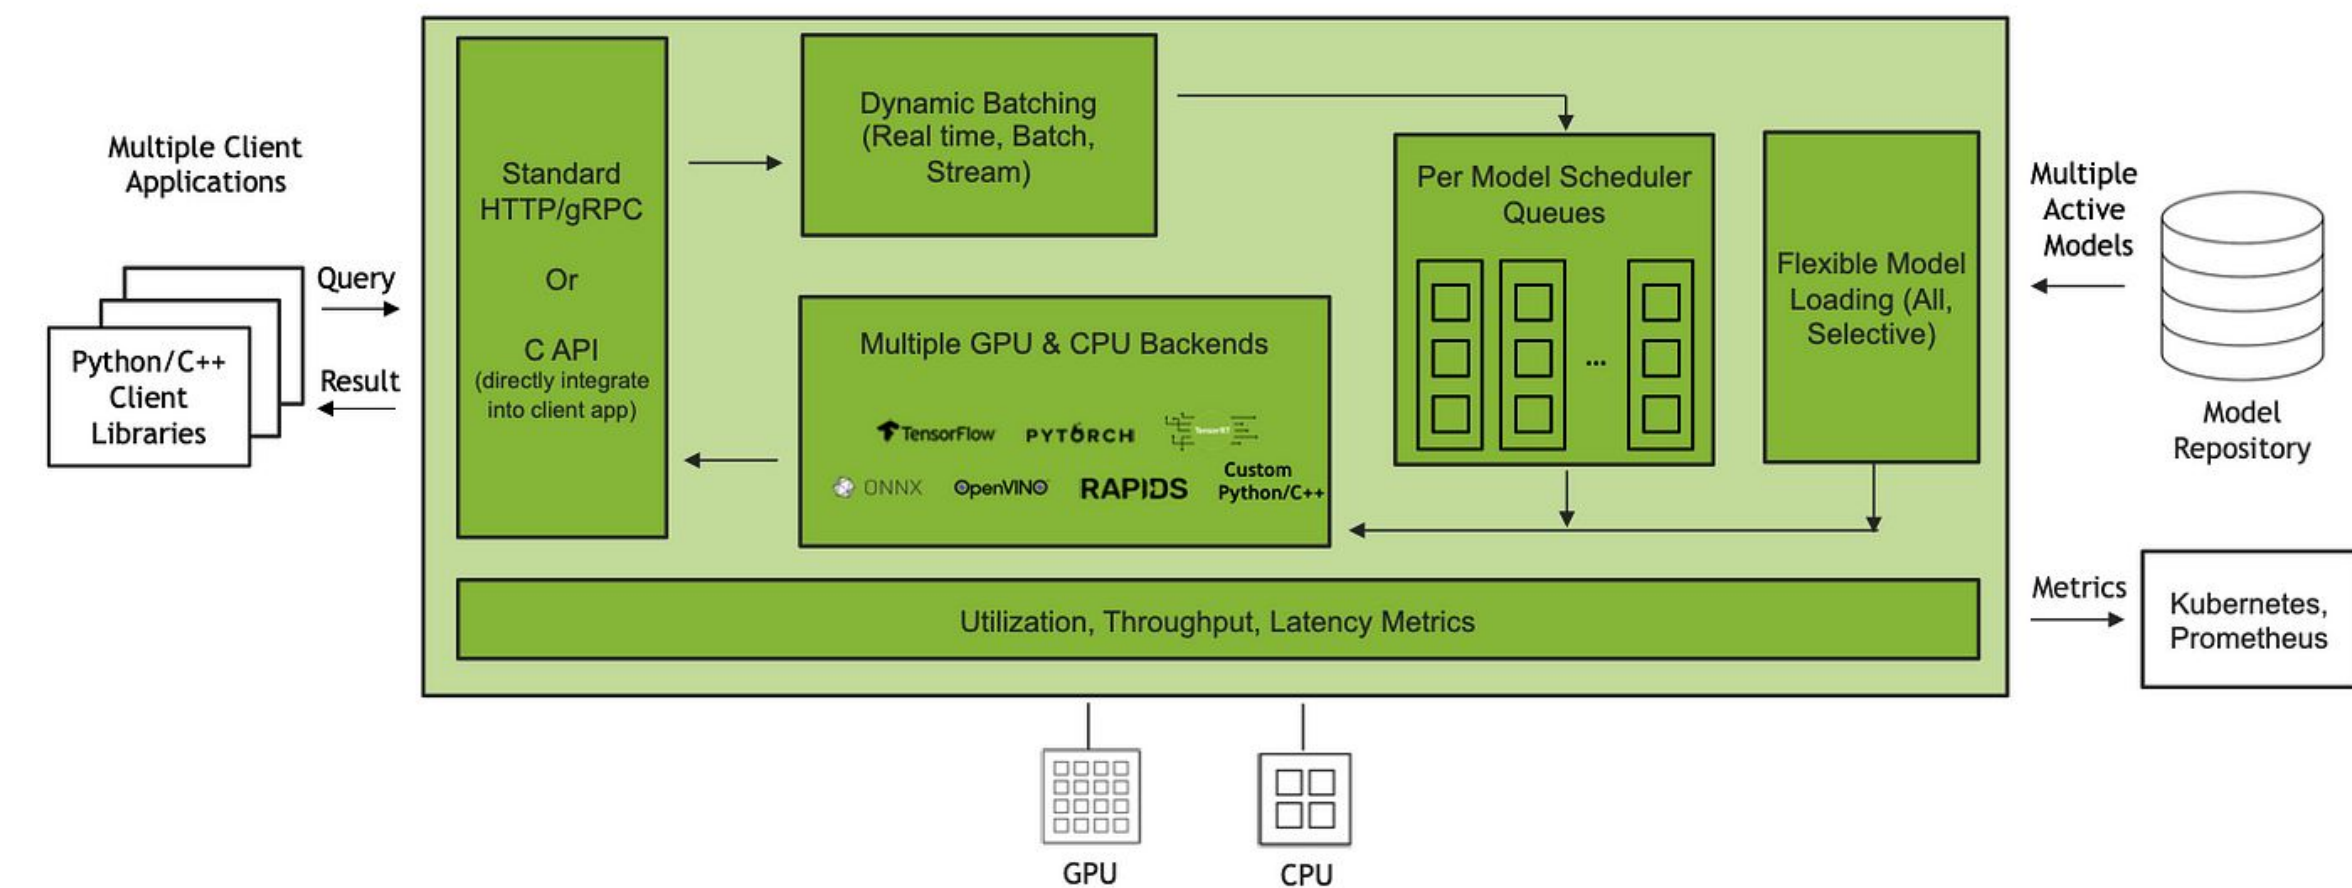 Multiple Client
Applications
Query
Result
Python/C++
Client
Libraries
Standard
HTTP/gRPC
Or
C API
(directly integrate
into client app)
Dynamic Batching
(Real time, Batch,
Stream)
Multiple GPU & CPU Backends
TensorFlow
PYTORCH
TensorRT
ONNX
OpenVINO
RAPIDS
Custom
Python/C++
Per Model Scheduler
Queues
...
Flexible Model
Loading (All,
Selective)
Multiple
Active
Models
Model
Repository
Utilization, Throughput, Latency Metrics
Metrics
Kubernetes,
Prometheus
GPU
CPU